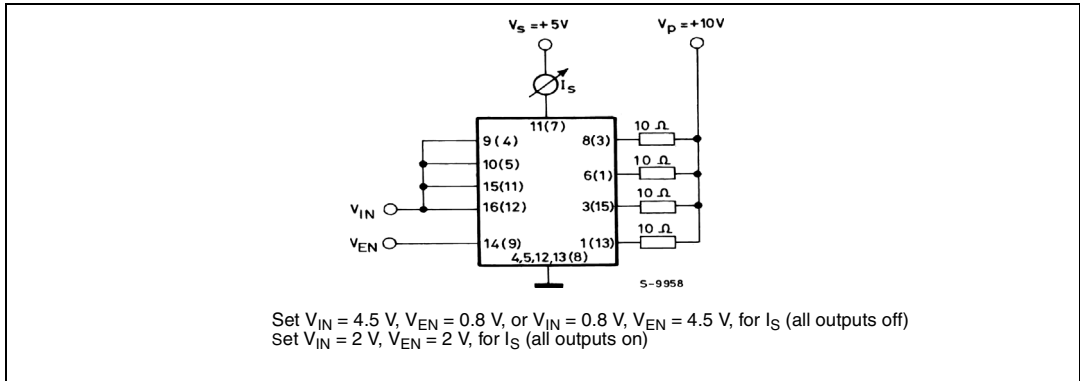 Vs =+5V
Vp =+10V
Is
11(7)
9(4)
8(3)
10 Ω
10(5)
6(1)
10 Ω
15(11)
VIN
16(12)
3(15)
10 Ω
VEN
14(9)
1(13)
10 Ω
4,5,12,13(8)
S-9958
Set VIN = 4.5 V, VEN = 0.8 V, or VIN = 0.8 V, VEN = 4.5 V, for IS (all outputs off)
Set VIN = 2 V, VEN = 2 V, for IS (all outputs on)